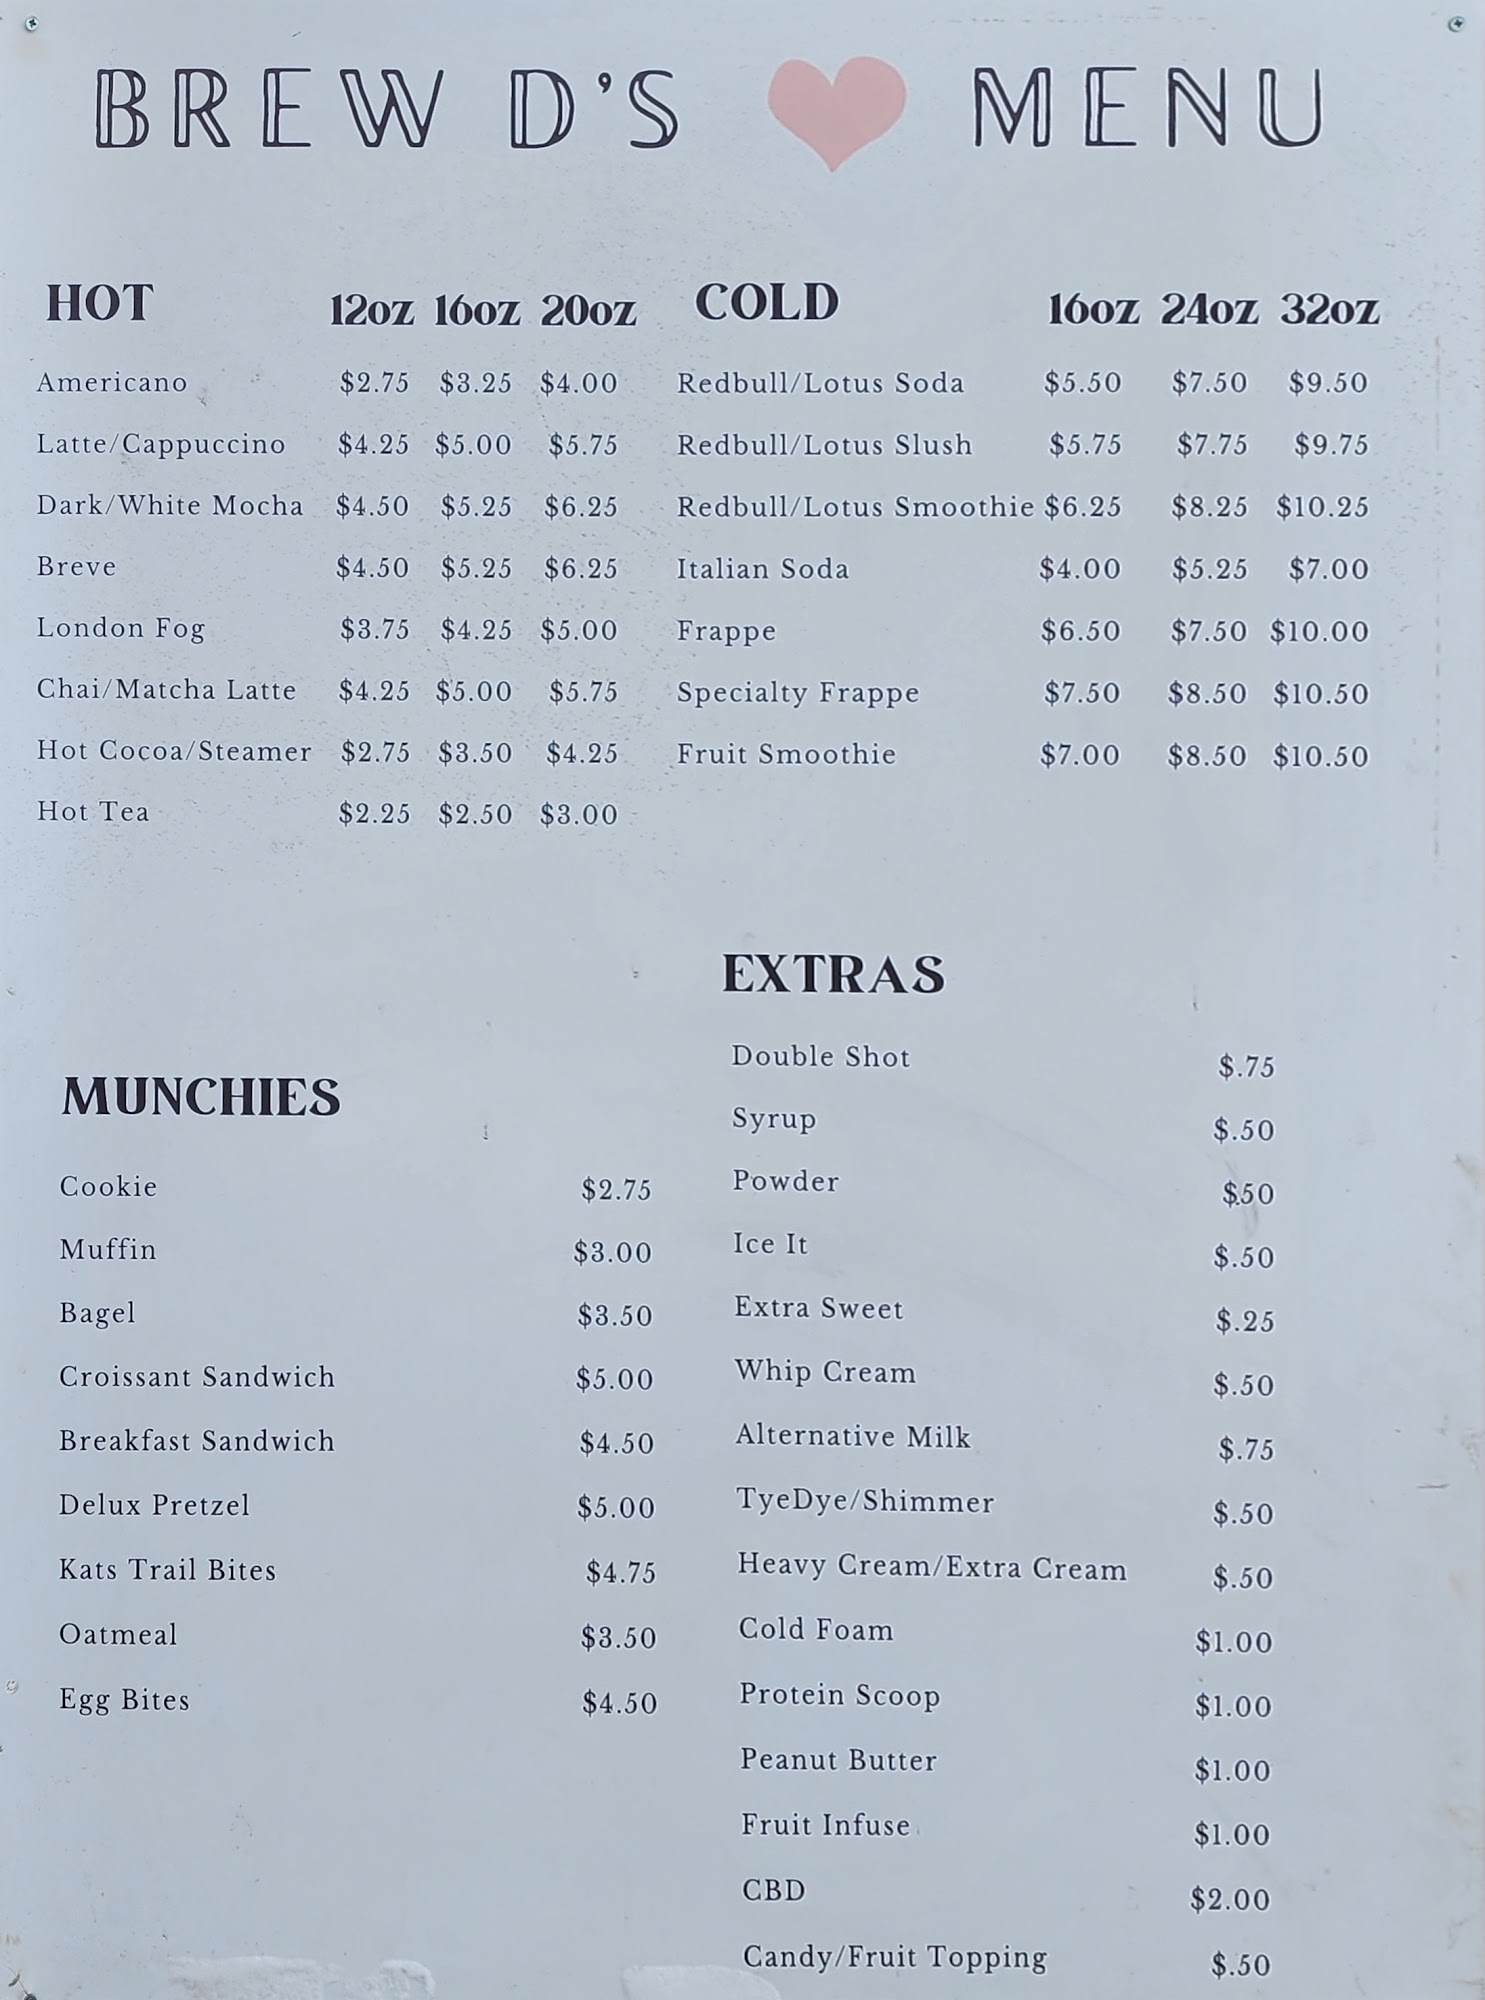 BREW D'S MENU
HOT 12oz 16oz 20oz
Americano $2.75 $3.25 $4.00
Latte/Cappuccino $4.25 $5.00 $5.75
Dark/White Mocha $4.50 $5.25 $6.25
Breve $4.50 $5.25 $6.25
London Fog $3.75 $4.25 $5.00
Chai/Matcha Latte $4.25 $5.00 $5.75
Hot Cocoa/Steamer $2.75 $3.50 $4.25
Hot Tea $2.25 $2.50 $3.00
COLD 16oz 24oz 32oz
Redbull/Lotus Soda $5.50 $7.50 $9.50
Redbull/Lotus Slush $5.75 $7.75 $9.75
Redbull/Lotus Smoothie $6.25 $8.25 $10.25
Italian Soda $4.00 $5.25 $7.00
Frappe $6.50 $7.50 $10.00
Specialty Frappe $7.50 $8.50 $10.50
Fruit Smoothie $7.00 $8.50 $10.50
MUNCHIES
Cookie $2.75
Muffin $3.00
Bagel $3.50
Croissant Sandwich $5.00
Breakfast Sandwich $4.50
Delux Pretzel $5.00
Kats Trail Bites $4.75
Oatmeal $3.50
Egg Bites $4.50
EXTRAS
Double Shot $.75
Syrup $.50
Powder $.50
Ice It $.50
Extra Sweet $.25
Whip Cream $.50
Alternative Milk $.75
TyeDye/Shimmer $.50
Heavy Cream/Extra Cream $.50
Cold Foam $1.00
Protein Scoop $1.00
Peanut Butter $1.00
Fruit Infuse $1.00
CBD $2.00
Candy/Fruit Topping $.50